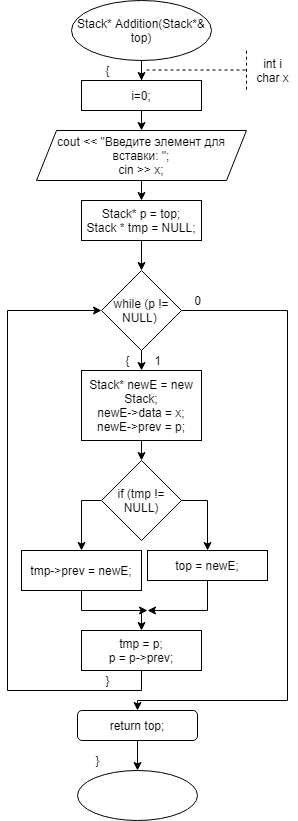 Stack* Addition(Stack*&
top)
int i
char x
{
i=0;
cout << "Введите элемент для
вставки: ";
cin >> x;
Stack* p = top;
Stack * tmp = NULL;
while (p !=
NULL)
0
{
1
Stack* newE = new
Stack;
newE->data = x;
newE->prev = p;
if (tmp !=
NULL)
tmp->prev = newE;
top = newE;
tmp = p;
p = p->prev;
}
return top;
}